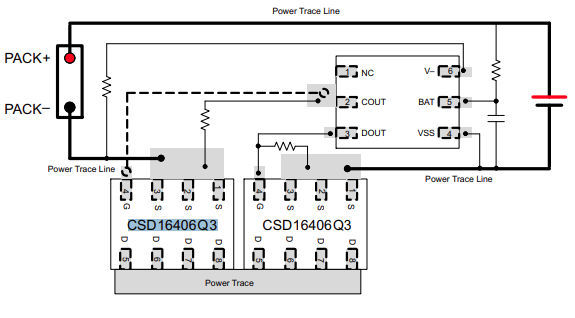 Power Trace Line
PACK+
PACK–
1 NC
V– 6
2 COUT
BAT 5
3 DOUT
VSS 4
Power Trace Line
Power Trace Line
4 3 2 1
G S S S
4 3 2 1
G S S S
CSD16406Q3
CSD16406Q3
D D D D
5 6 7 8
D D D D
5 6 7 8
Power Trace